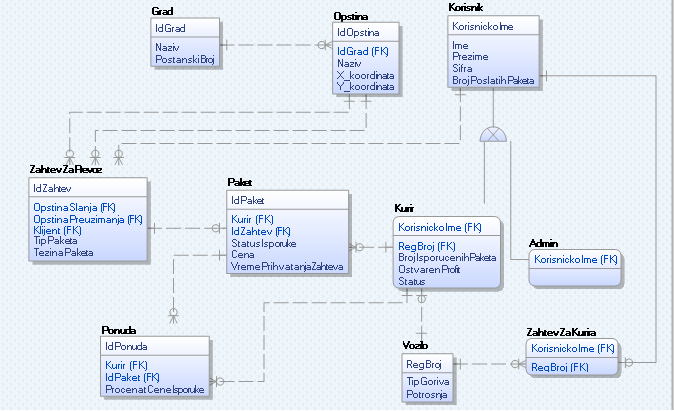 Grad
IdGrad
Naziv
PostanskiBroj
Opstina
IdOpstina
IdGrad (FK)
Naziv
X_koordinata
Y_koordinata
Korisnik
KorisnickoIme
Ime
Prezime
Sifra
BrojPoslatihPaketa
ZahtevZaPrevoz
IdZahtev
OpstinaSlanja (FK)
OpstinaPreuzimanja (FK)
Klijent (FK)
TipPaketa
TezinaPaketa
Paket
IdPaket
Kurir (FK)
IdZahtev (FK)
StatusIsporuke
Cena
VremePrihvatanjaZahteva
Kurir
KorisnickoIme (FK)
RegBroj (FK)
BrojIsporucenihPaketa
OstvarenProfit
Status
Admin
KorisnickoIme (FK)
Ponuda
IdPonuda
Kurir (FK)
IdPaket (FK)
ProcenatCeneIsporuke
Vozilo
RegBroj
TipGoriva
Potrosnja
ZahtevZaKurira
KorisnickoIme (FK)
RegBroj (FK)